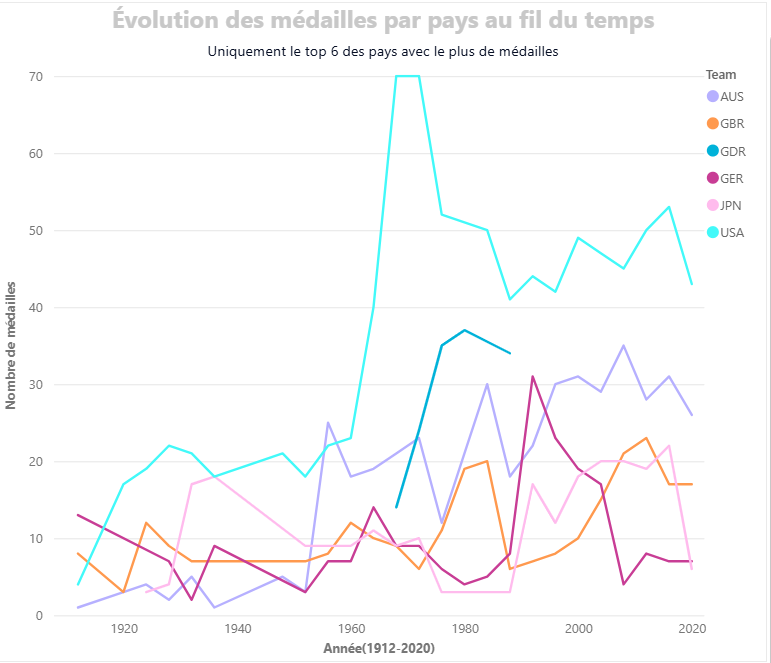 Évolution des médailles par pays au fil du temps
Uniquement le top 6 des pays avec le plus de médailles
Team
AUS
GBR
GDR
GER
JPN
USA
Nombre de médailles
70
60
50
40
30
20
10
0
1920 1940 1960 1980 2000 2020
Année(1912-2020)